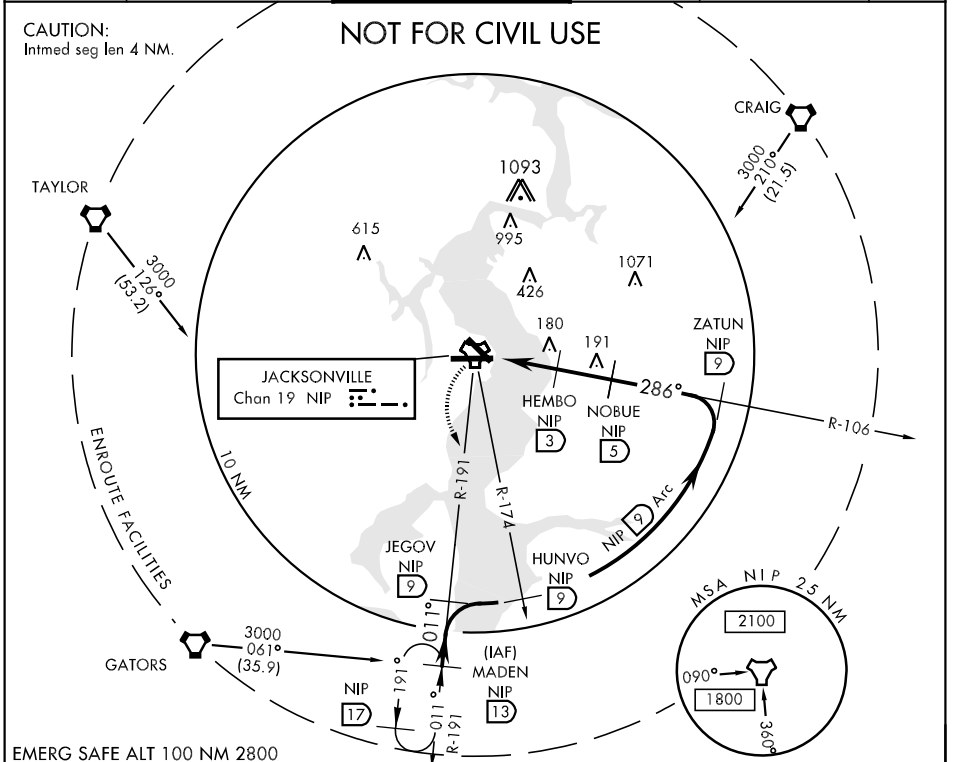 CAUTION:
Intmed seg len 4 NM.
NOT FOR CIVIL USE
CRAIG
3000
210°
(21.5)
TAYLOR
3000
126°
(53.2)
1093
995
615
426
1071
180
191
ZATUN
NIP
9
JACKSONVILLE
Chan 19 NIP
HEMBO
NIP
3
NOBUE
NIP
5
286°
R-106
10 NM
ENROUTE FACILITIES
R-191
R-174
NIP 9 Arc
JEGOV
NIP
9
HUNVO
NIP
9
011°
GATORS
3000
061°
(35.9)
(IAF)
MADEN
NIP
13
191°
011°
R-191
NIP
17
MSA NIP 25 NM
2100
090°
1800
360°
EMERG SAFE ALT 100 NM 2800